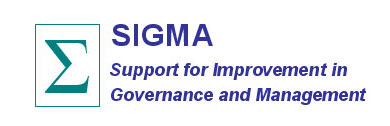 Σ
SIGMA
Support for Improvement in
Governance and Management